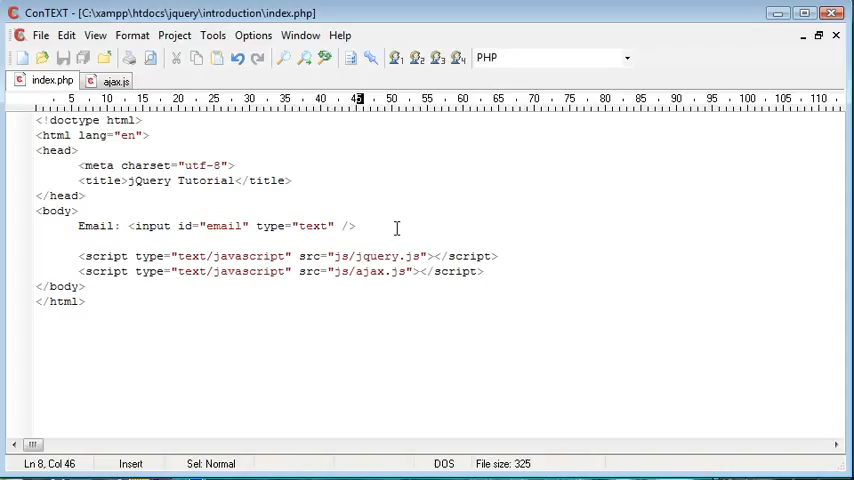 ConTEXT - [C:\xampp\htdocs\jquery\introduction\index.php]
File Edit View Format Project Tools Options Window Help
1 2 3 4 PHP
index.php ajax.js
5 10 15 20 25 30 35 40 45 50 55 60 65 70 75 80 85 90 95 100 105 110
<!doctype html>
<html lang="en">
<head>
<meta charset="utf-8">
<title>jQuery Tutorial</title>
</head>
<body>
Email: <input id="email" type="text" />
<script type="text/javascript" src="js/jquery.js"></script>
<script type="text/javascript" src="js/ajax.js"></script>
</body>
</html>
Ln 8, Col 46 Insert Sel: Normal DOS File size: 325